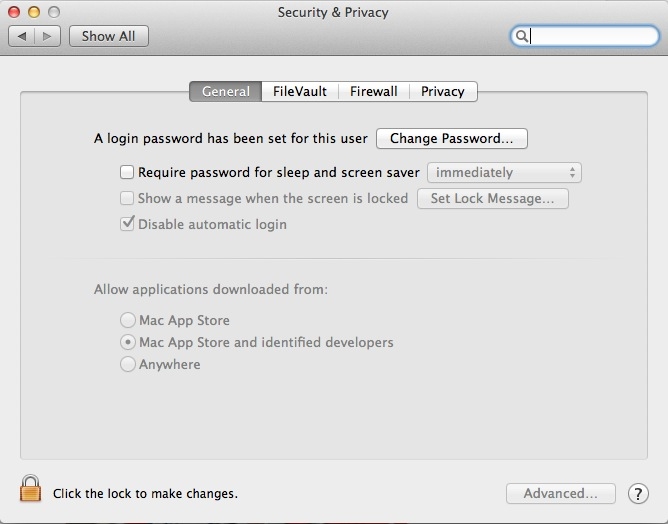 Security & Privacy
Show All
General FileVault Firewall Privacy
A login password has been set for this user Change Password...
Require password for sleep and screen saver immediately
Show a message when the screen is locked Set Lock Message...
Disable automatic login
Allow applications downloaded from:
Mac App Store
Mac App Store and identified developers
Anywhere
Click the lock to make changes. Advanced... ?